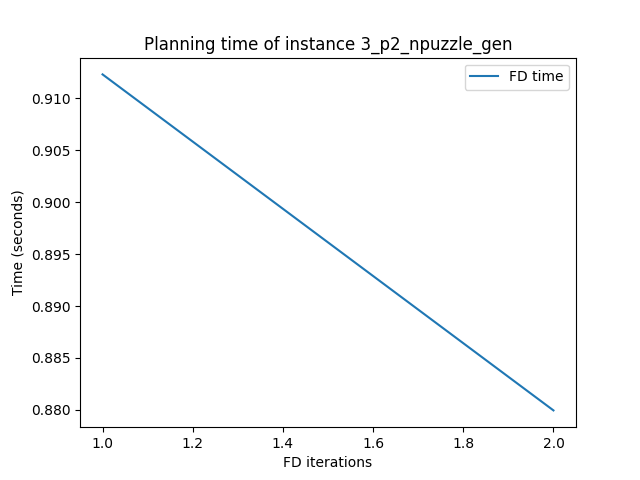 Planning time of instance 3_p2_npuzzle_gen
FD time
Time (seconds)
0.910
0.905
0.900
0.895
0.890
0.885
0.880
1.0 1.2 1.4 1.6 1.8 2.0
FD iterations